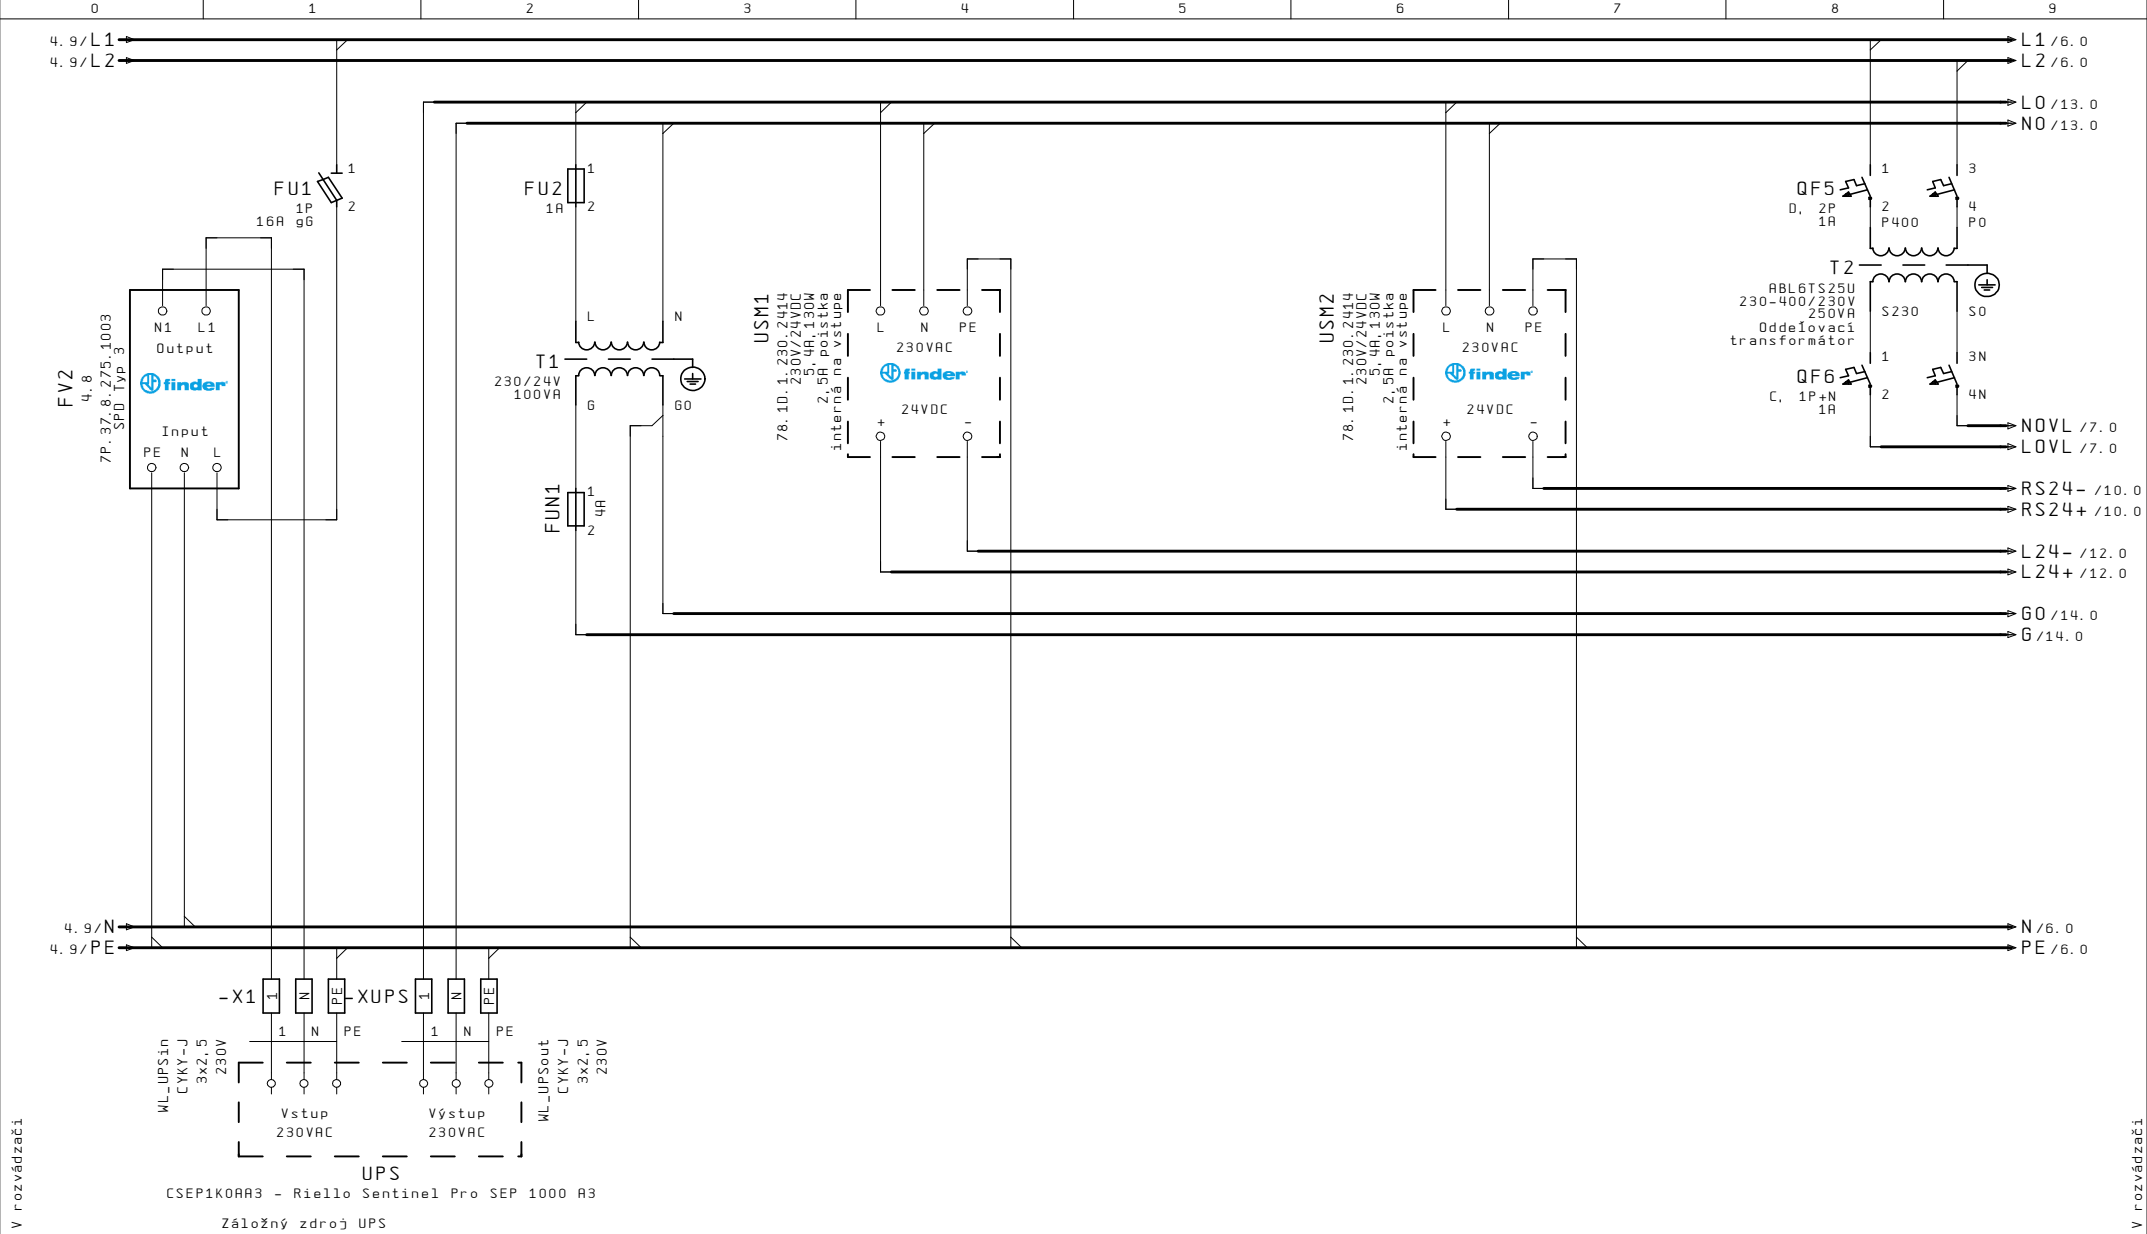 0 1 2 3 4 5 6 7 8 9
4.9/L1
L1/6.0
4.9/L2
L2/6.0
L0/13.0
N0/13.0
FU1
1P
16A gG
1
2
FU2
1A
1
2
QF5
D, 2P
1A
1
2
P400
3
4
P0
FV2
4.8
7P.37.8.275.1003
SPD Typ 3
N1 L1
Output
finder
Input
PE N L
L N
T1
230/24V
100VA
G G0
FUN1
1
2
4A
USM1
78.1D.1.230.2414
230V/24VDC
5,4A,130W
2,5A poistka
interná na vstupe
L N PE
230VAC
finder
24VDC
+ -
USM2
78.1D.1.230.2414
230V/24VDC
5,4A,130W
2,5A poistka
interná na vstupe
L N PE
230VAC
finder
24VDC
+ -
T2
ABL6TS25U
230-400/230V
250VA
Oddeľovací
transformátor
S230 S0
QF6
C, 1P+N
1A
1
2
3N
4N
N0VL/7.0
L0VL/7.0
RS24-/10.0
RS24+/10.0
L24-/12.0
L24+/12.0
G0/14.0
G/14.0
4.9/N
N/6.0
4.9/PE
PE/6.0
-X1 1 N PE
-XUPS 1 N PE
1 N PE
1 N PE
WL_UPSin
CYKY-J
3x2,5
230V
WL_UPSout
CYKY-J
3x2,5
230V
Vstup
230VAC
Výstup
230VAC
UPS
CSEP1K0AA3 - Riello Sentinel Pro SEP 1000 A3
Záložný zdroj UPS
V rozvádzači
V rozvádzači